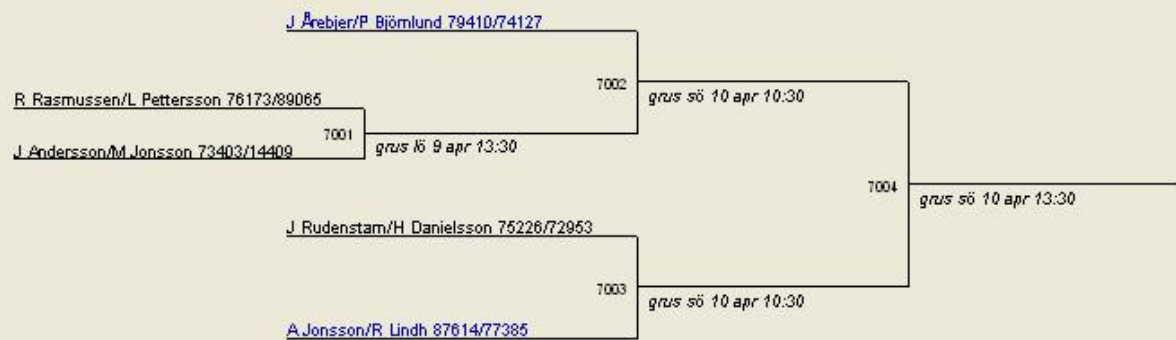 J Årebjer/P Björnlund 79410/74127
7002
grus sö 10 apr 10:30
R Rasmussen/L Pettersson 76173/89065
7001
grus lö 9 apr 13:30
J Andersson/M Jonsson 73403/14409
7004
grus sö 10 apr 13:30
J Rudenstam/H Danielsson 75226/72953
7003
grus sö 10 apr 10:30
A Jonsson/R Lindh 87614/77385